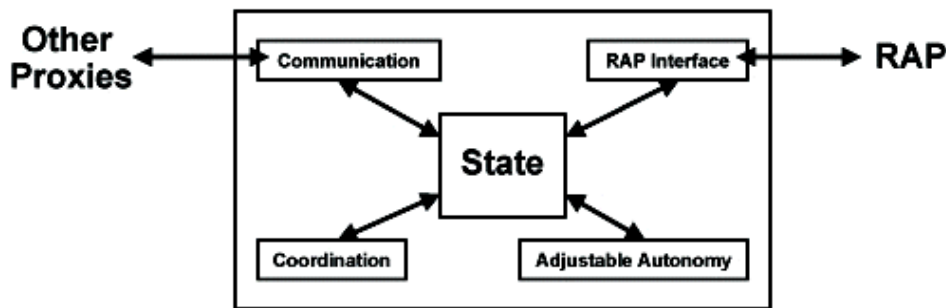 Other
Proxies
Communication
RAP Interface
RAP
State
Coordination
Adjustable Autonomy